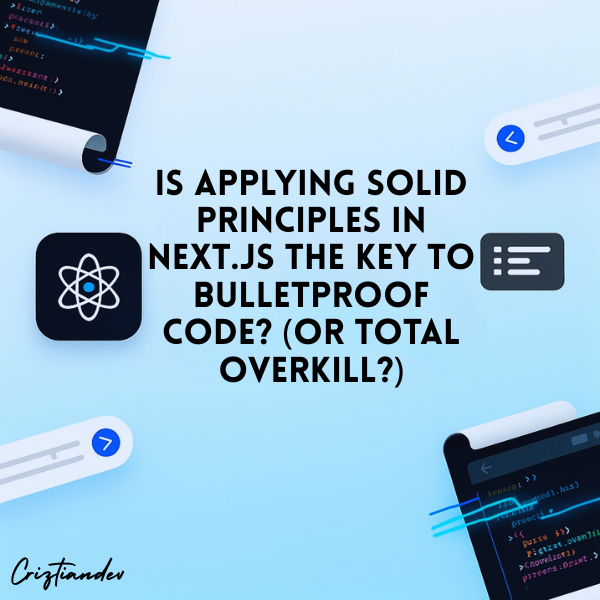 IS APPLYING SOLID
PRINCIPLES IN
NEXT.JS THE KEY TO
BULLETPROOF
CODE? (OR TOTAL
OVERKILL?)
Criztiandev